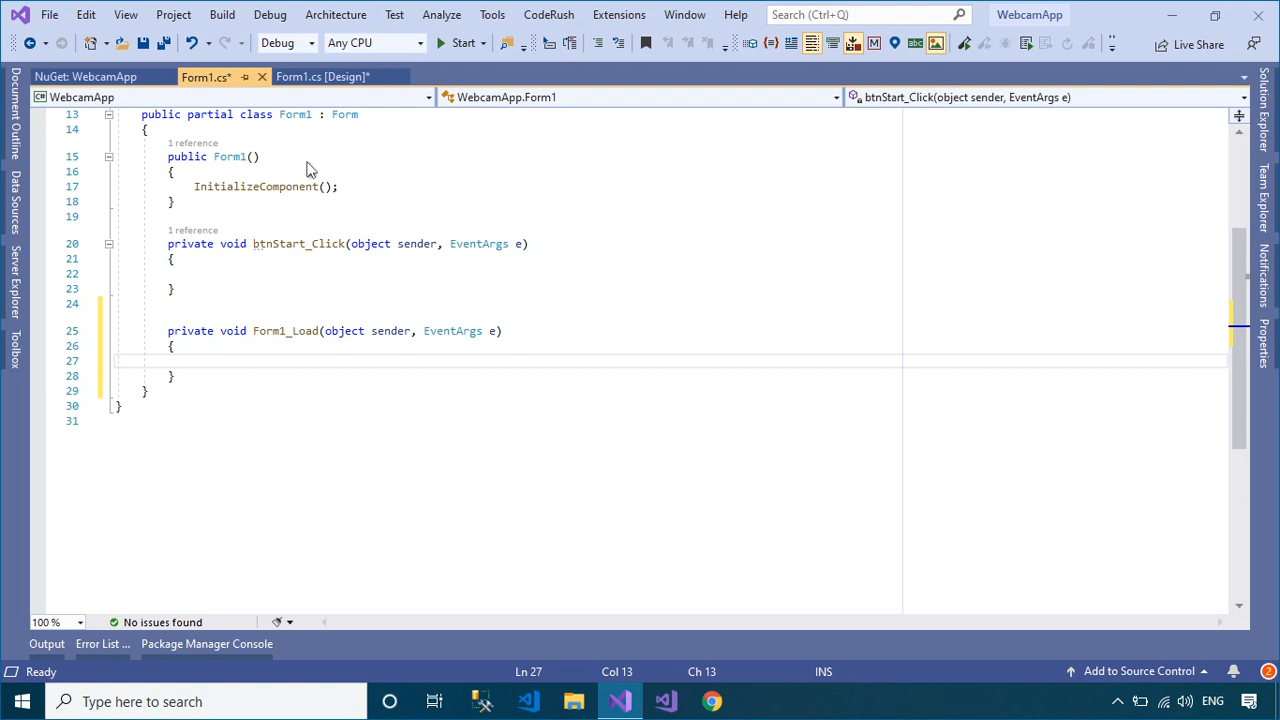 File Edit View Project Build Debug Architecture Test Analyze Tools CodeRush Extensions Window Help Search (Ctrl+Q) WebcamApp
Debug Any CPU Start Live Share
NuGet: WebcamApp Form1.cs* Form1.cs [Design]*
WebcamApp WebcamApp.Form1 btnStart_Click(object sender, EventArgs e)
13 public partial class Form1 : Form
14 {
1 reference
15 public Form1()
16 {
17 InitializeComponent();
18 }
19
1 reference
20 private void btnStart_Click(object sender, EventArgs e)
21 {
22
23 }
24
25 private void Form1_Load(object sender, EventArgs e)
26 {
27
28 }
29 }
30 }
31
Document Outline
Data Sources
Server Explorer
Toolbox
Solution Explorer
Team Explorer
Notifications
Properties
100 % No issues found
Output Error List ... Package Manager Console
Ready Ln 27 Col 13 Ch 13 INS Add to Source Control 2
Type here to search ENG